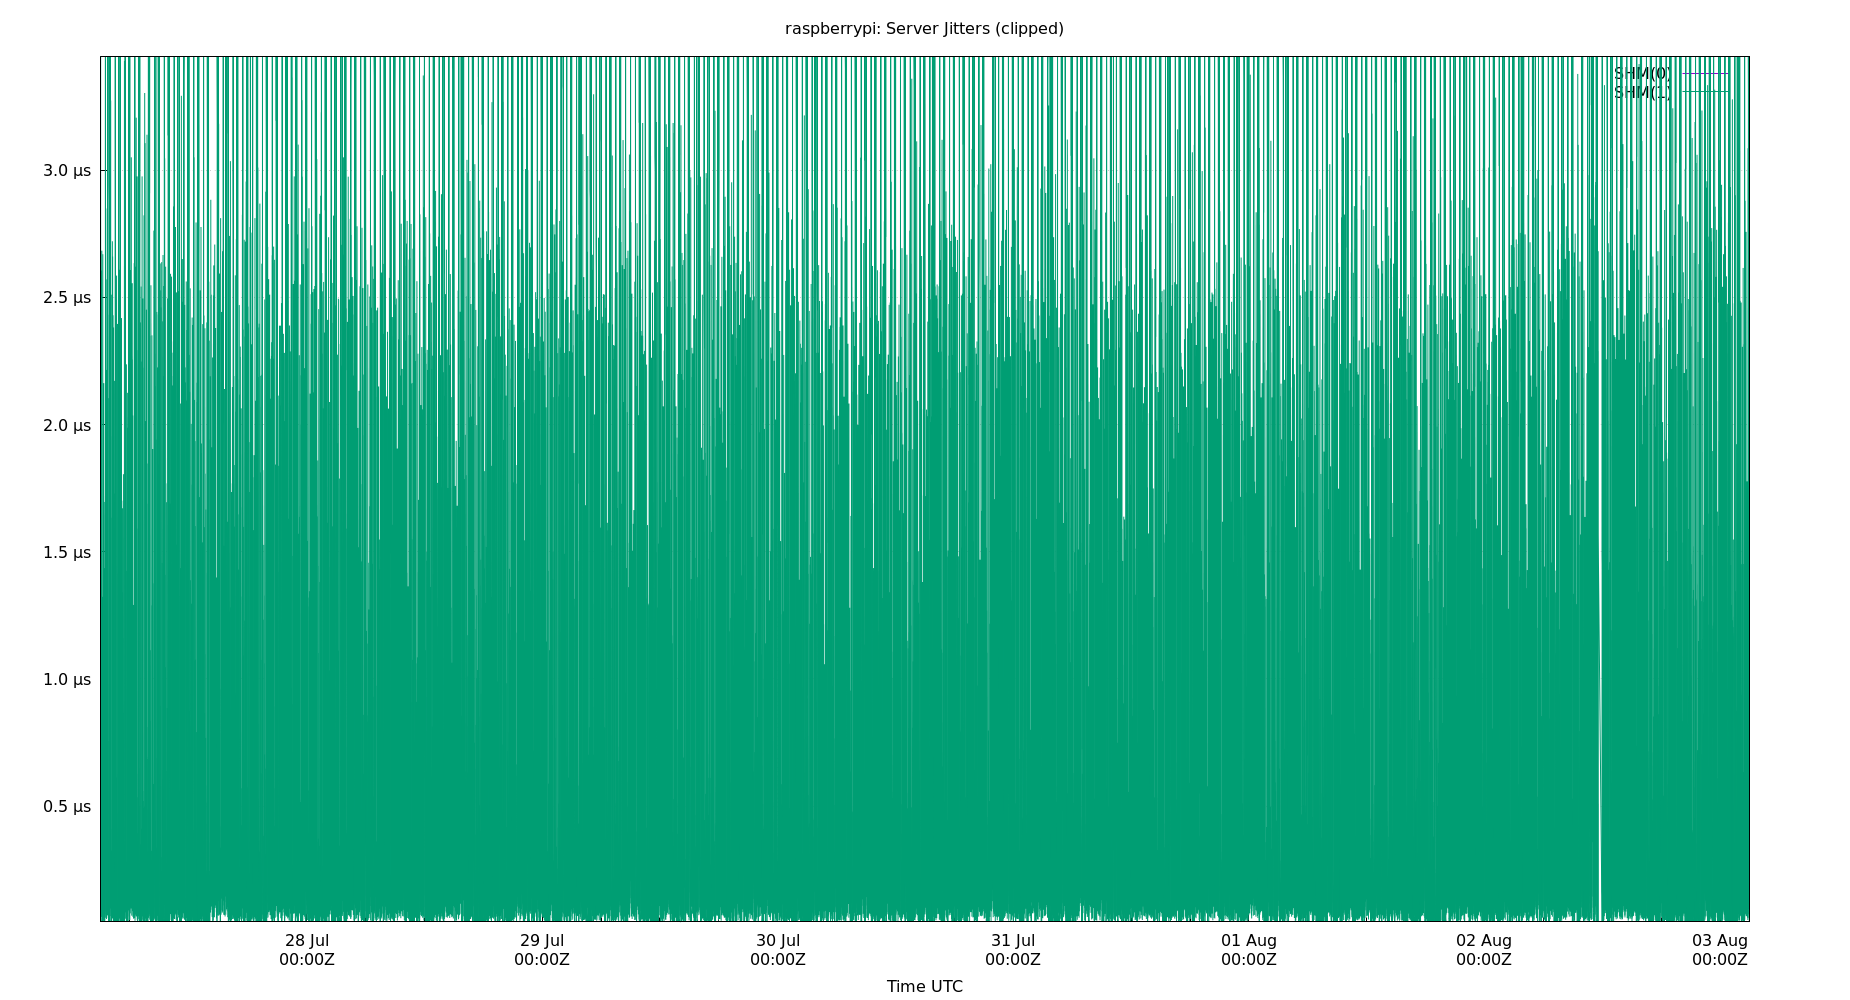 raspberrypi: Server Jitters (clipped)
SHM(0)
SHM(1)
3.0 μs
2.5 μs
2.0 μs
1.5 μs
1.0 μs
0.5 μs
28 Jul 29 Jul 30 Jul 31 Jul 01 Aug 02 Aug 03 Aug
00:00Z 00:00Z 00:00Z 00:00Z 00:00Z 00:00Z 00:00Z
Time UTC